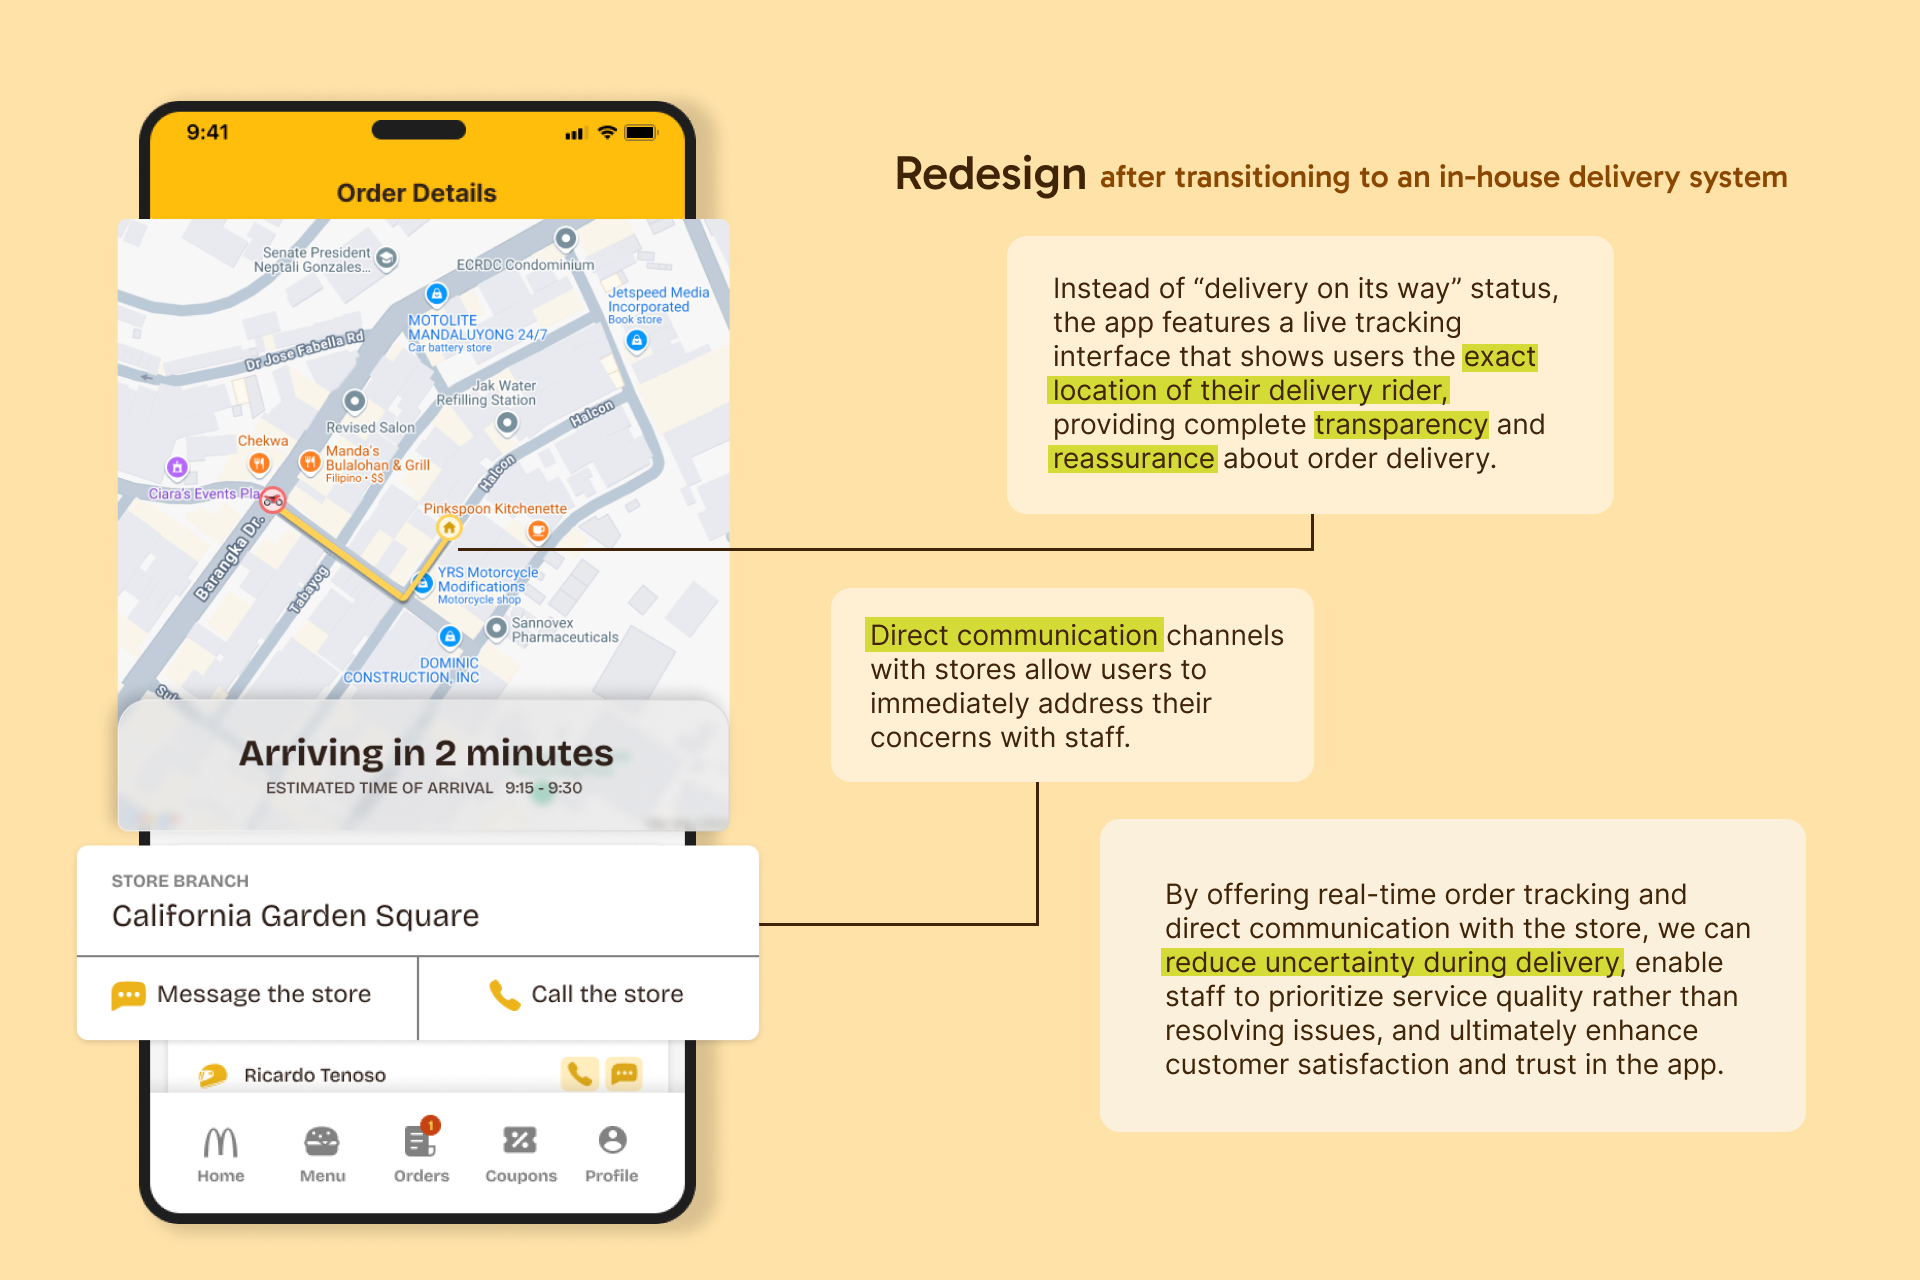 9:41
Order Details
Senate President
Neptali Gonzales...
ECRDC Condominium
Jetspeed Media
Incorporated
Book store
MOTOLITE
MANDALUYONG 24/7
Car battery store
Dr Jose Fabella Rd
Jak Water
Refilling Station
Halcon
Revised Salon
Chekwa
Manda's
Bulalohan & Grill
Filipino • $$
Halcon
Ciara's Events Pla
Pinkspoon Kitchenette
Barangka Dr.
Tabayog
YRS Motorcycle
Modifications
Motorcycle shop
Sannovex
Pharmaceuticals
DOMINIC
CONSTRUCTION, INC
Arriving in 2 minutes
ESTIMATED TIME OF ARRIVAL 9:15 - 9:30
STORE BRANCH
California Garden Square
Message the store
Call the store
Ricardo Tenoso
1
Home
Menu
Orders
Coupons
Profile
Redesign after transitioning to an in-house delivery system
Instead of “delivery on its way” status,
the app features a live tracking
interface that shows users the exact
location of their delivery rider,
providing complete transparency and
reassurance about order delivery.
Direct communication channels
with stores allow users to
immediately address their
concerns with staff.
By offering real-time order tracking and
direct communication with the store, we can
reduce uncertainty during delivery, enable
staff to prioritize service quality rather than
resolving issues, and ultimately enhance
customer satisfaction and trust in the app.